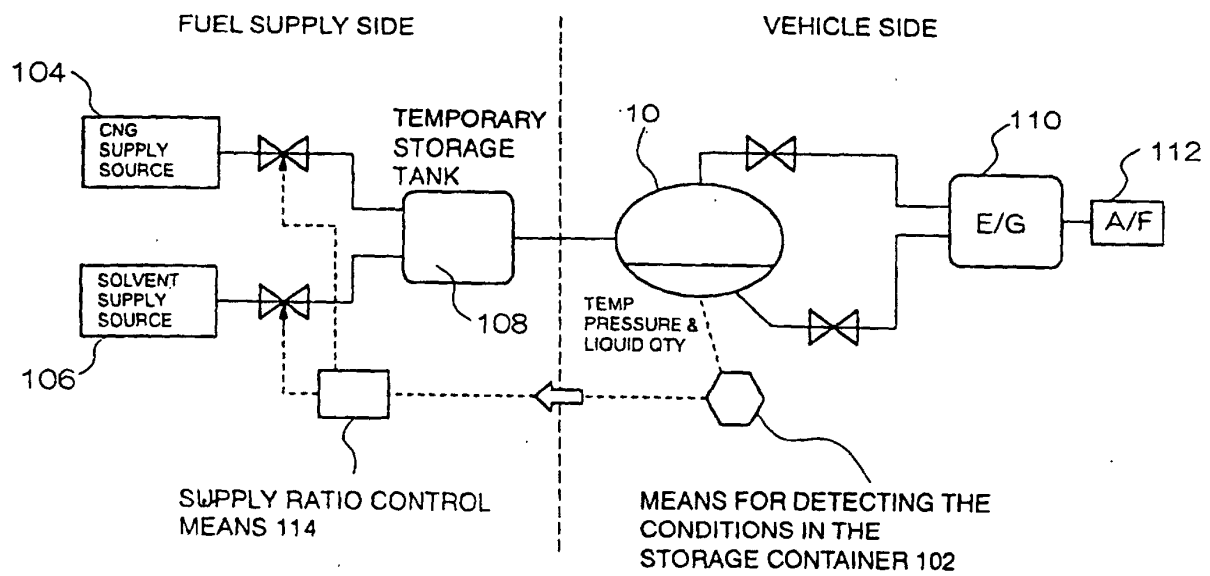 FUEL SUPPLY SIDE
VEHICLE SIDE
104
CNG
SUPPLY
SOURCE
TEMPORARY
STORAGE
TANK
10
110
112
E/G
A/F
SOLVENT
SUPPLY
SOURCE
108
106
TEMP
PRESSURE &
LIQUID QTY
SUPPLY RATIO CONTROL
MEANS 114
MEANS FOR DETECTING THE
CONDITIONS IN THE
STORAGE CONTAINER 102